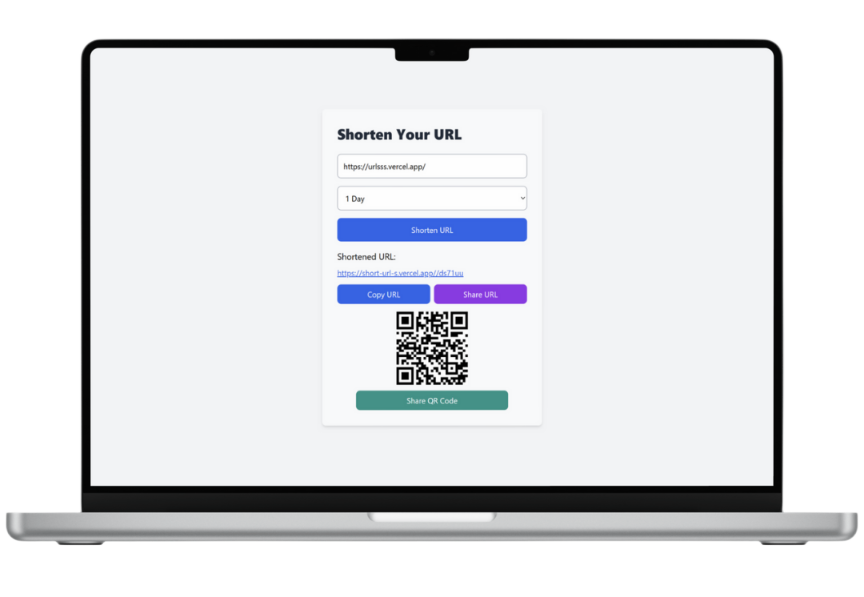 Shorten Your URL
https://urlsss.vercel.app/
1 Day
Shorten URL
Shortened URL:
https://short-url-s.vercel.app//ds71uu
Copy URL Share URL
Share QR Code